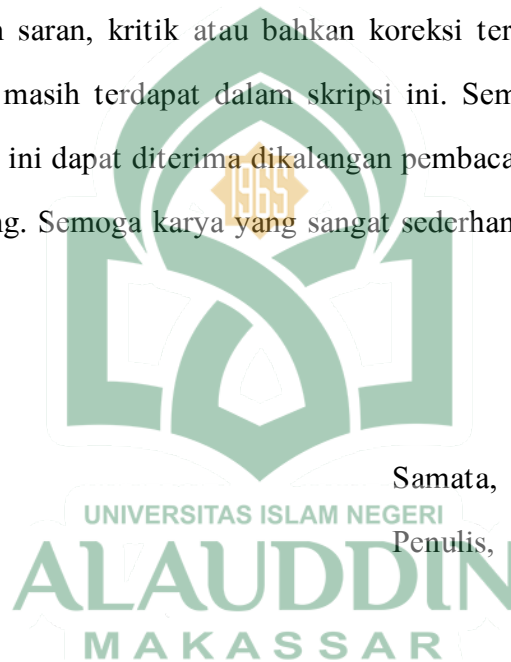 saran, kritik atau bahkan koreksi ter
masih terdapat dalam skripsi ini. Sem
ini dapat diterima dikalangan pembaca
ng. Semoga karya yang sangat sederhan
1965
Samata,
UNIVERSITAS ISLAM NEGERI
Penulis,
ALAUDDIN
MAKASSAR